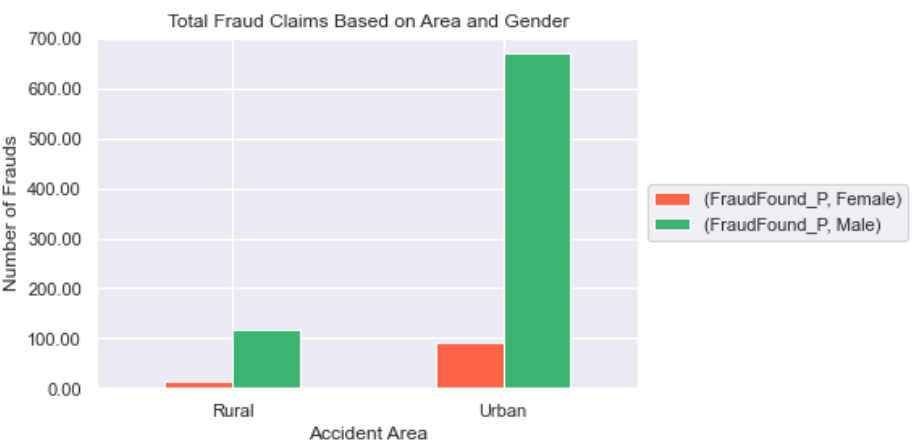 Total Fraud Claims Based on Area and Gender
700.00
600.00
500.00
400.00
300.00
200.00
100.00
0.00
Number of Frauds
Rural
Urban
Accident Area
(FraudFound_P, Female)
(FraudFound_P, Male)